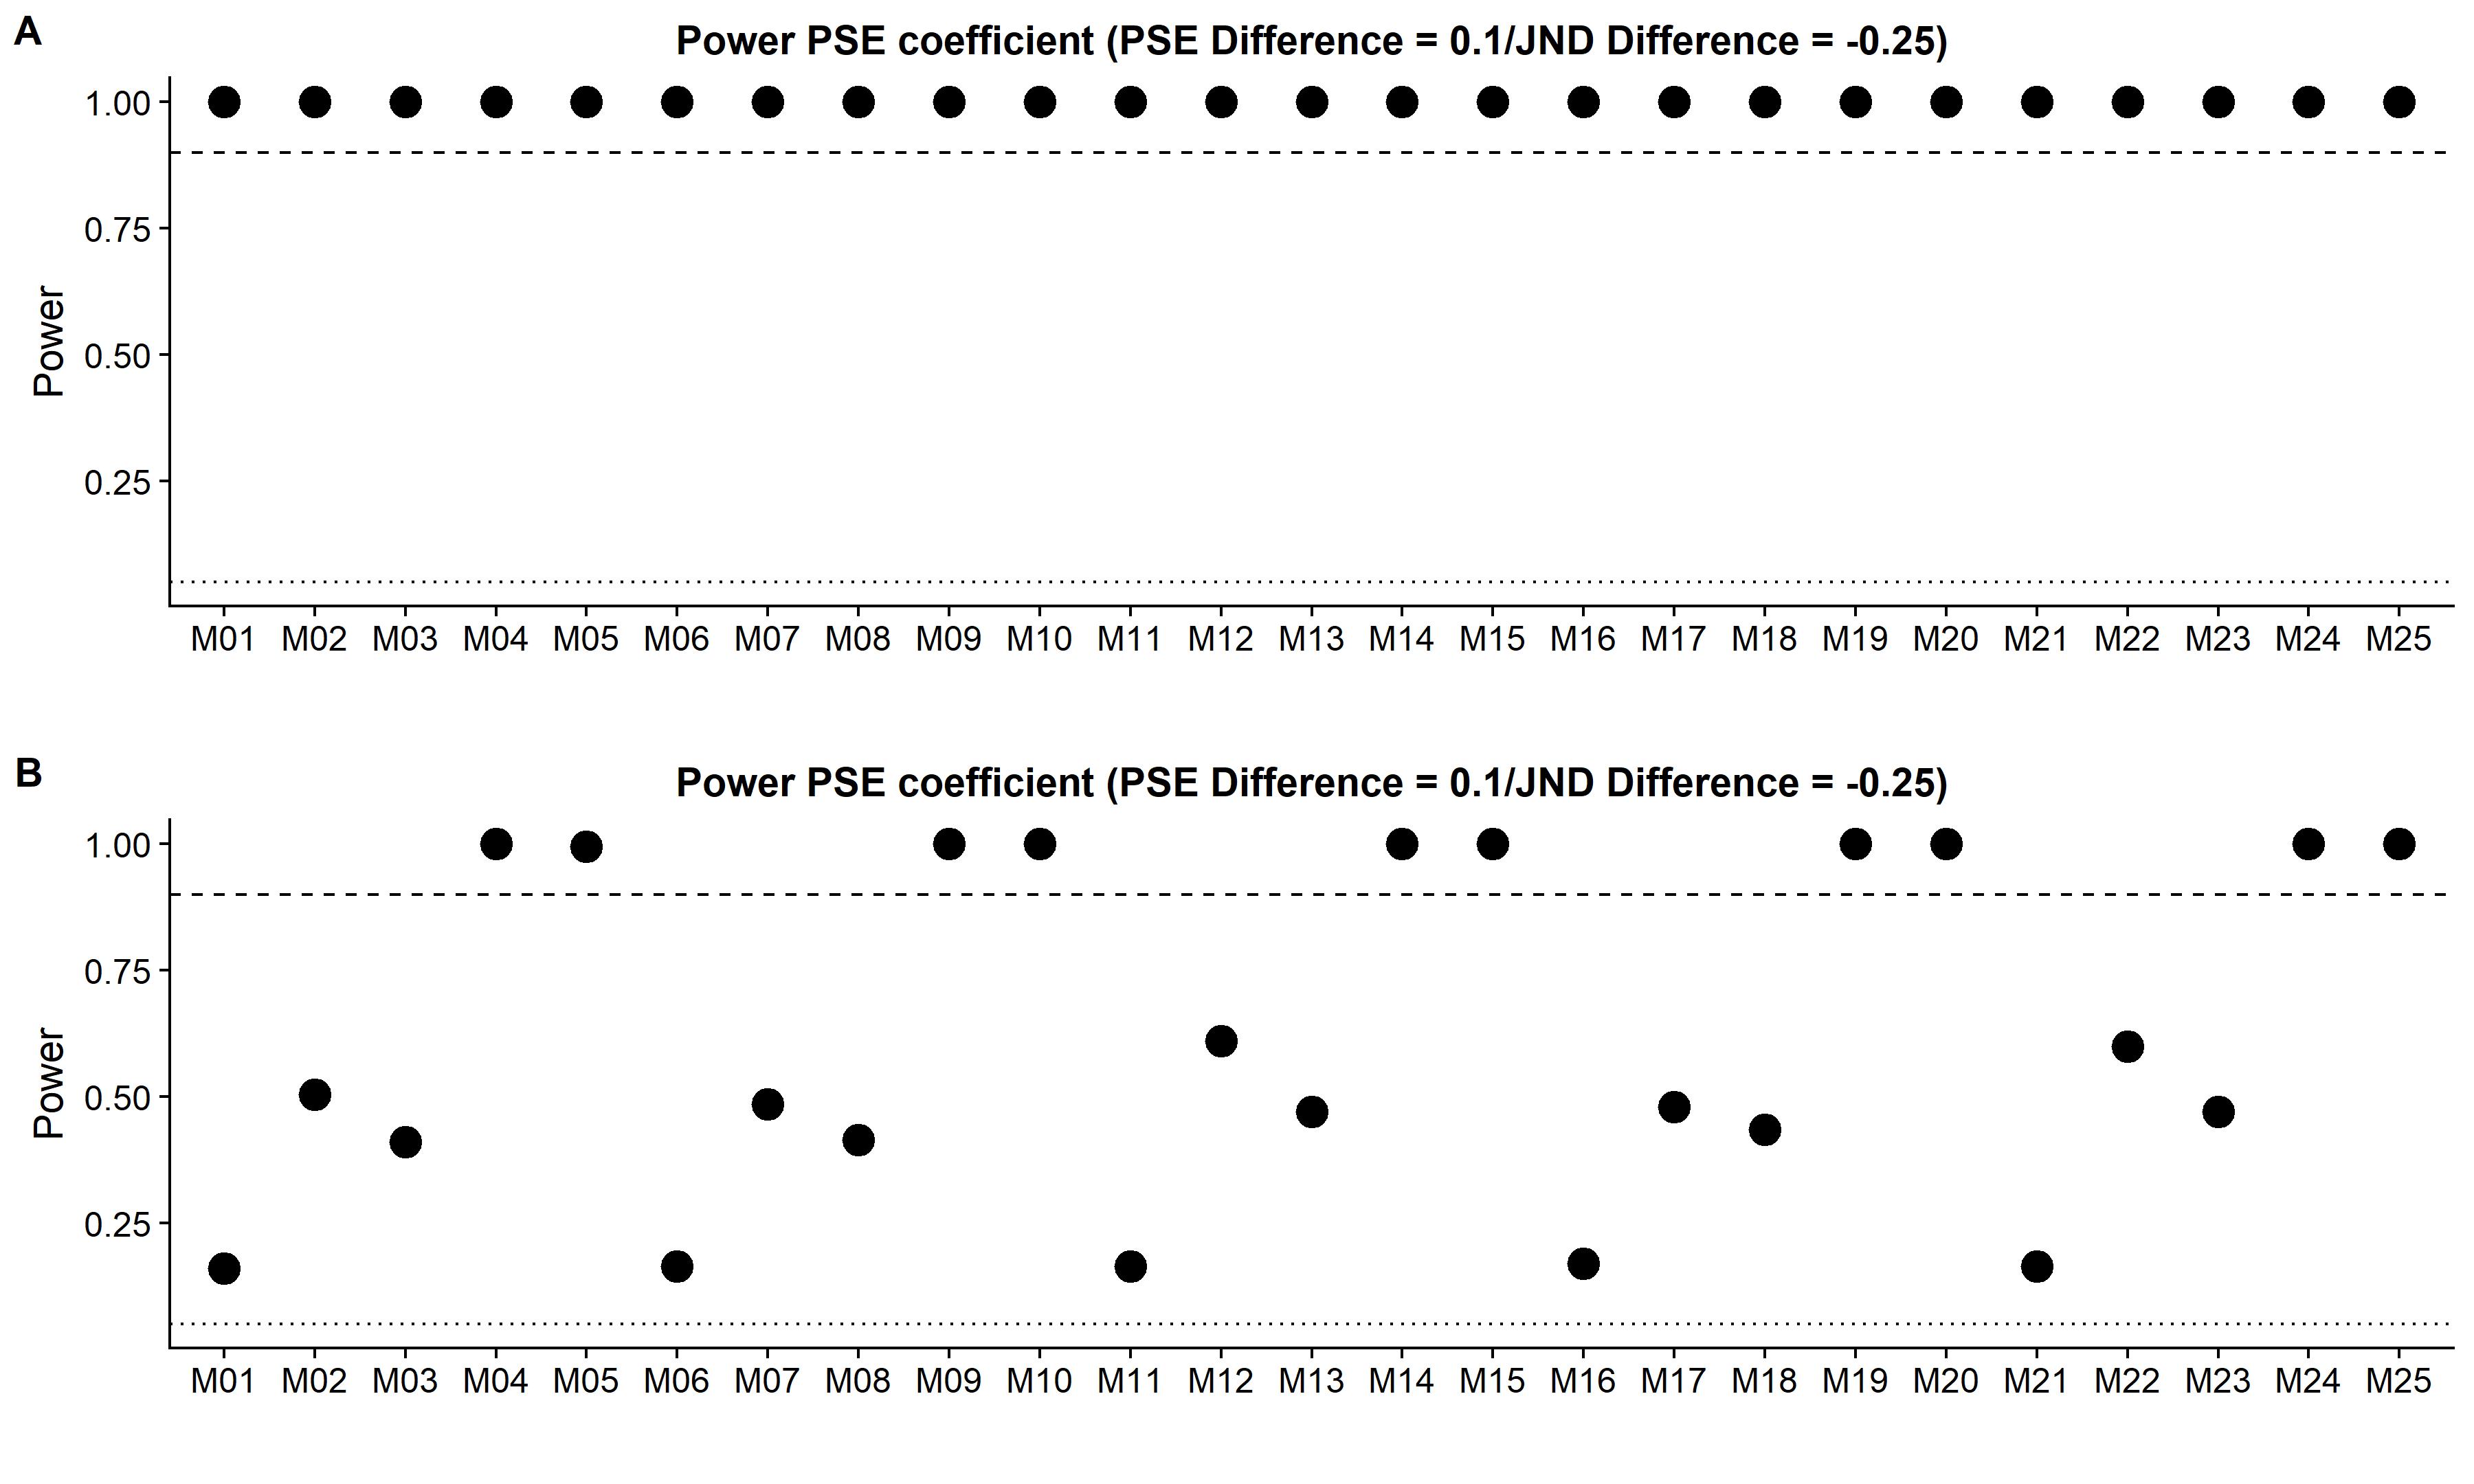 A
Power PSE coefficient (PSE Difference = 0.1/JND Difference = -0.25)
1.00
0.75
0.50
0.25
Power
M01 M02 M03 M04 M05 M06 M07 M08 M09 M10 M11 M12 M13 M14 M15 M16 M17 M18 M19 M20 M21 M22 M23 M24 M25
B
Power PSE coefficient (PSE Difference = 0.1/JND Difference = -0.25)
1.00
0.75
0.50
0.25
Power
M01 M02 M03 M04 M05 M06 M07 M08 M09 M10 M11 M12 M13 M14 M15 M16 M17 M18 M19 M20 M21 M22 M23 M24 M25